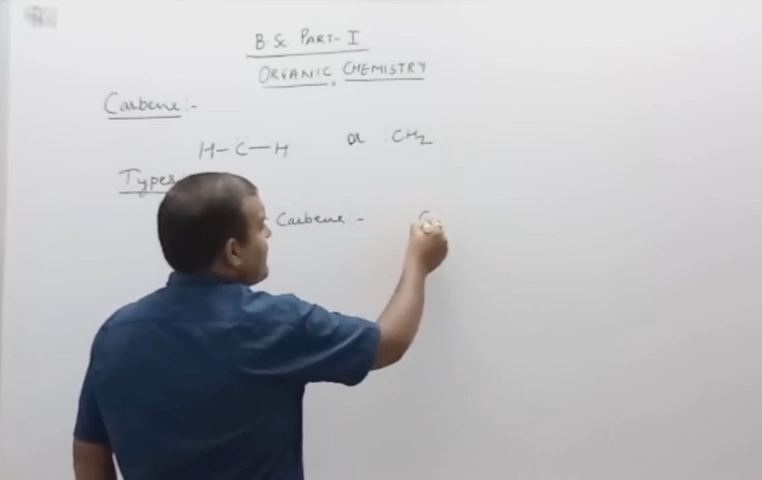 B.Sc. PART-I
ORGANIC CHEMISTRY
Carbene:-
H-C-H or :CH2
Types
Carbene -